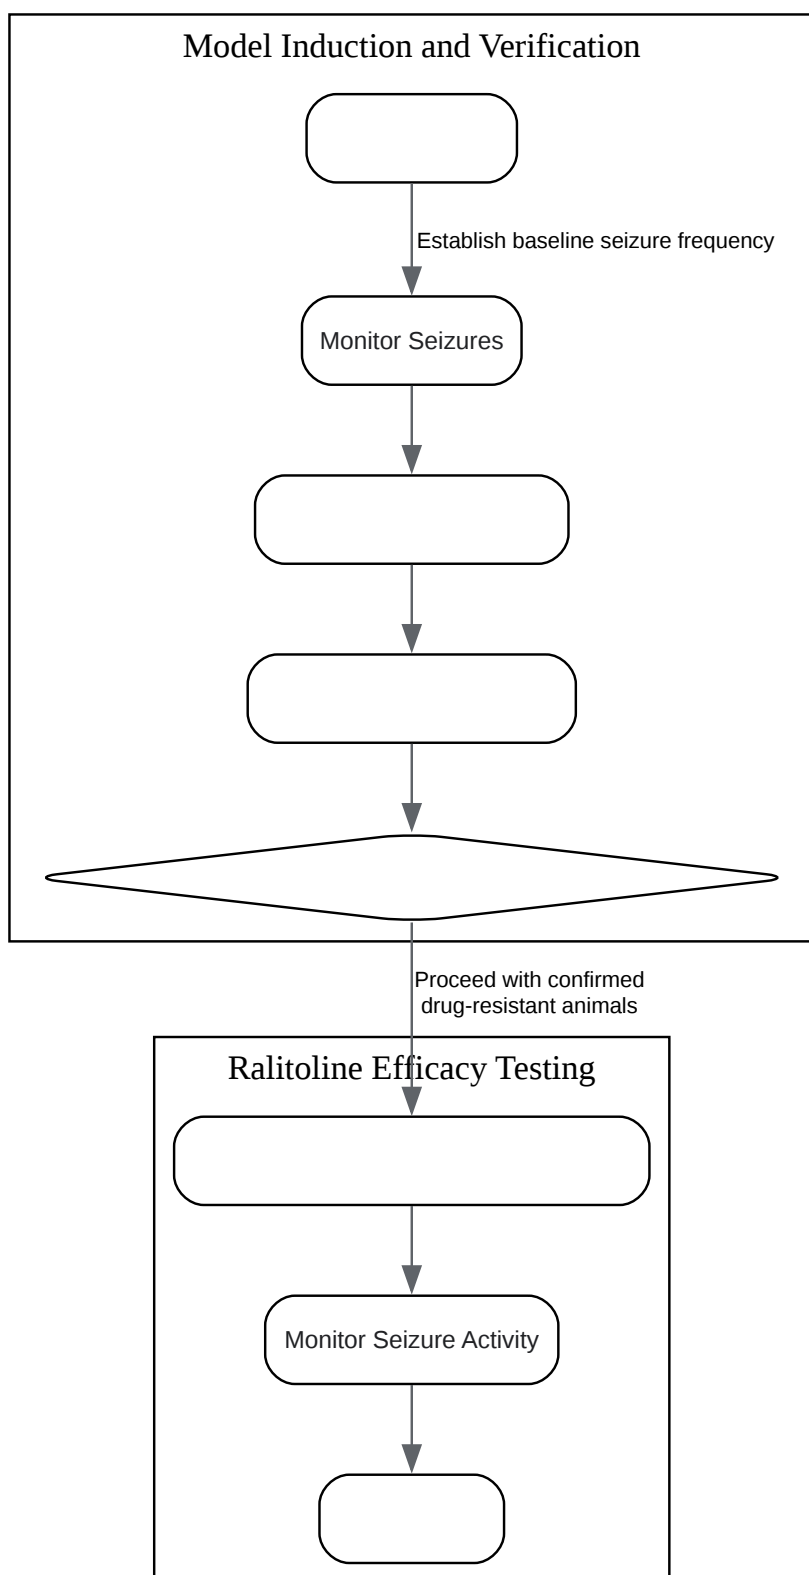 Model Induction and Verification
Establish baseline seizure frequency
Monitor Seizures
Proceed with confirmed
drug-resistant animals
Ralitoline Efficacy Testing
Monitor Seizure Activity